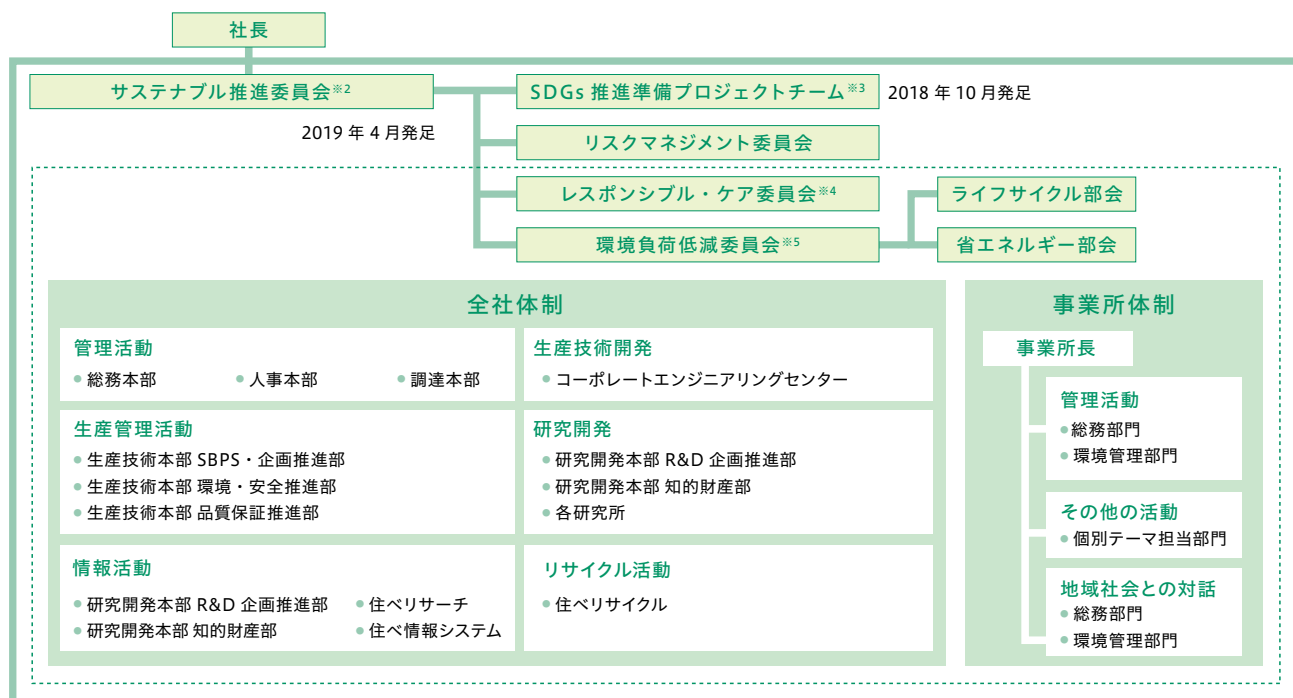 社長
サステナブル推進委員会※2
2019 年 4 月発足
SDGs 推進準備プロジェクトチーム※3
2018 年 10 月発足
リスクマネジメント委員会
レスポンシブル・ケア委員会※4
環境負荷低減委員会※5
ライフサイクル部会
省エネルギー部会
全社体制
管理活動
• 総務本部 • 人事本部 • 調達本部
生産技術開発
• コーポレートエンジニアリングセンター
生産管理活動
• 生産技術本部 SBPS・企画推進部
• 生産技術本部 環境・安全推進部
• 生産技術本部 品質保証推進部
研究開発
• 研究開発本部 R&D 企画推進部
• 研究開発本部 知的財産部
• 各研究所
情報活動
• 研究開発本部 R&D 企画推進部 • 住べリサーチ
• 研究開発本部 知的財産部 • 住べ情報システム
リサイクル活動
• 住べリサイクル
事業所体制
事業所長
管理活動
• 総務部門
• 環境管理部門
その他の活動
• 個別テーマ担当部門
地域社会との対話
• 総務部門
• 環境管理部門